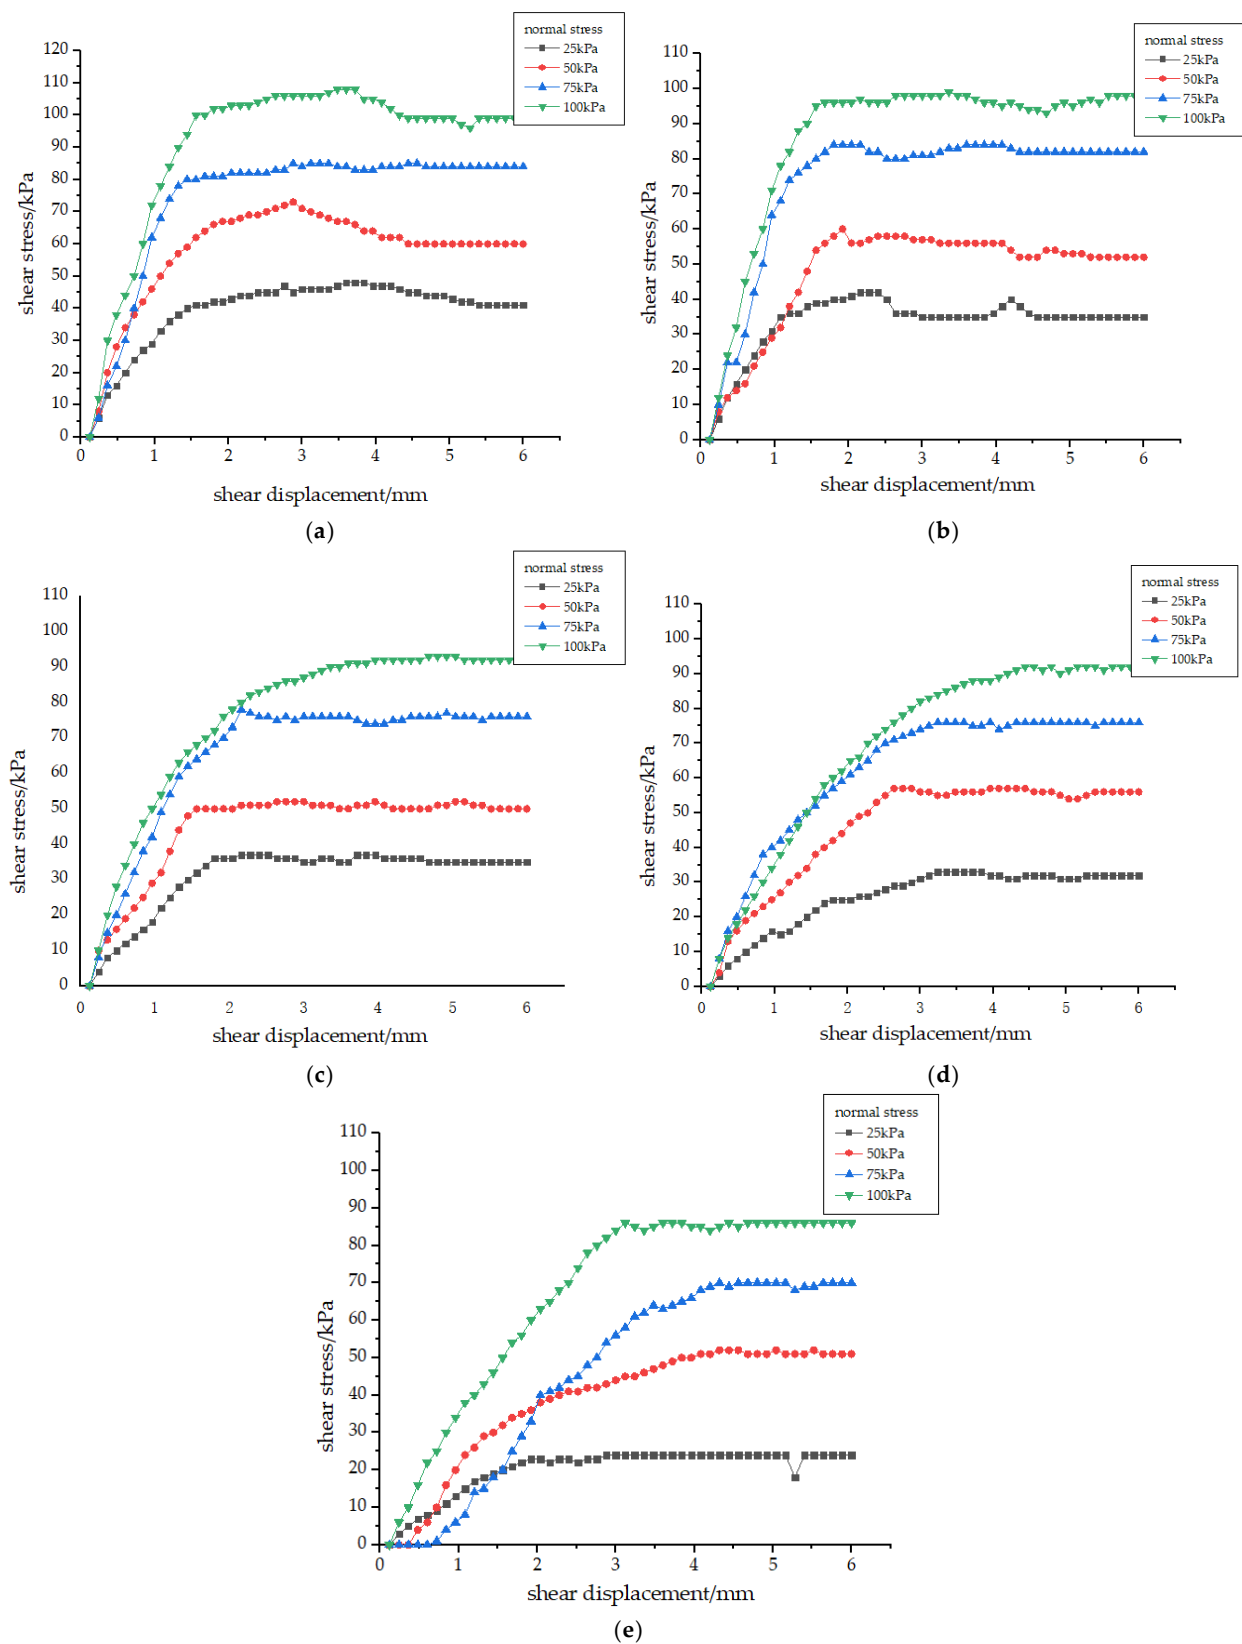 normal stress
25kPa
50kPa
75kPa
100kPa
120
110
100
90
80
70
60
50
40
30
20
10
0
shear stress/kPa
0 1 2 3 4 5 6
shear displacement/mm
(a)
normal stress
25kPa
50kPa
75kPa
100kPa
110
100
90
80
70
60
50
40
30
20
10
0
shear stress/kPa
0 1 2 3 4 5 6
shear displacement/mm
(b)
normal stress
25kPa
50kPa
75kPa
100kPa
110
100
90
80
70
60
50
40
30
20
10
0
shear stress/kPa
0 1 2 3 4 5 6
shear displacement/mm
(c)
normal stress
25kPa
50kPa
75kPa
100kPa
110
100
90
80
70
60
50
40
30
20
10
0
shear stress/kPa
0 1 2 3 4 5 6
shear displacement/mm
(d)
normal stress
25kPa
50kPa
75kPa
100kPa
110
100
90
80
70
60
50
40
30
20
10
0
shear stress/kPa
0 1 2 3 4 5 6
shear displacement/mm
(e)